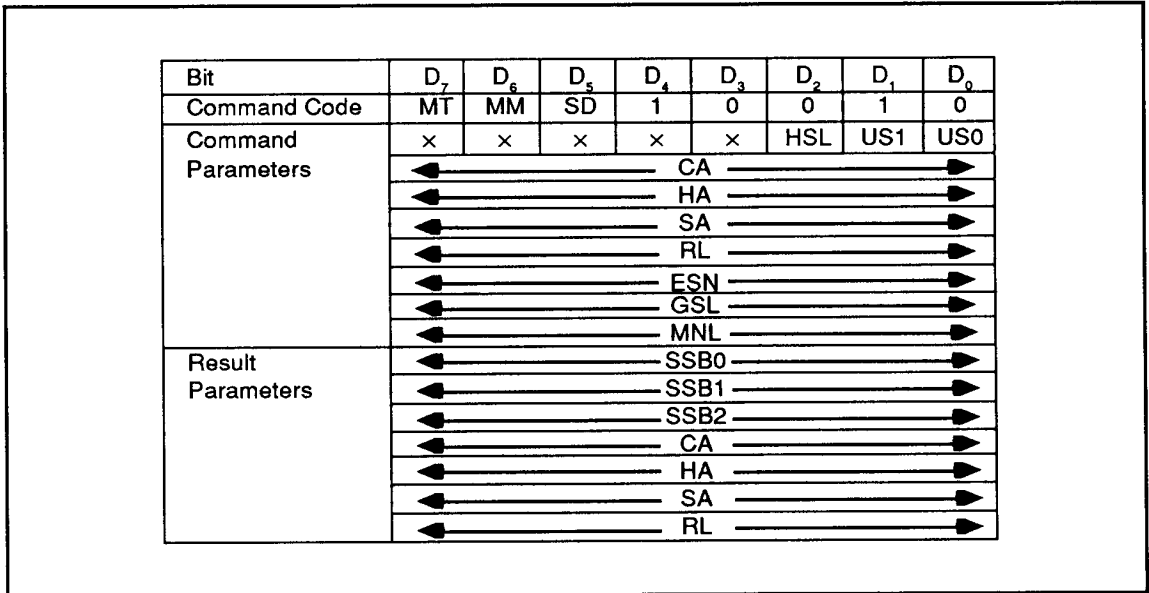 Bit D7 D6 D5 D4 D3 D2 D1 D0
Command Code MT MM SD 1 0 0 1 0
Command × × × × × HSL US1 US0
Parameters CA
HA
SA
RL
ESN
GSL
MNL
Result SSB0
Parameters SSB1
SSB2
CA
HA
SA
RL